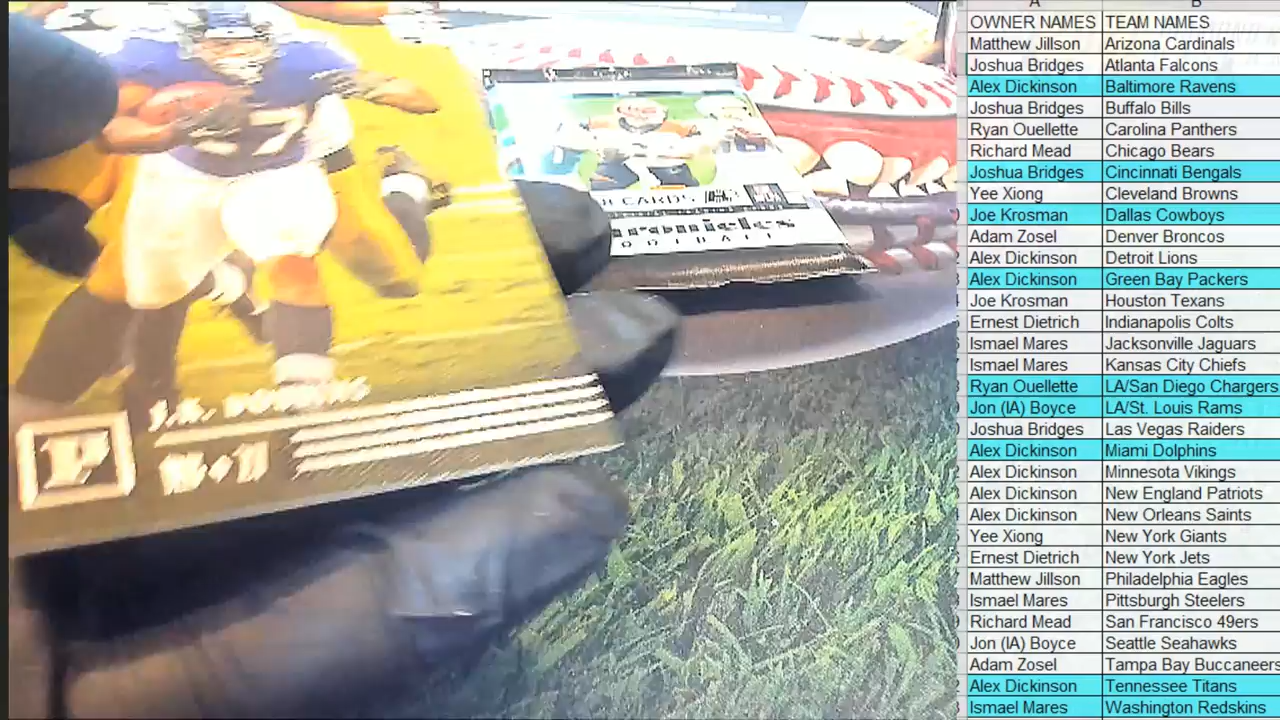 J.K. DOBBINS
P
27
CARDS
FOOTBALL
A B
OWNER NAMES TEAM NAMES
Matthew Jillson Arizona Cardinals
Joshua Bridges Atlanta Falcons
Alex Dickinson Baltimore Ravens
Joshua Bridges Buffalo Bills
Ryan Ouellette Carolina Panthers
Richard Mead Chicago Bears
Joshua Bridges Cincinnati Bengals
Yee Xiong Cleveland Browns
Joe Krosman Dallas Cowboys
Adam Zosel Denver Broncos
Alex Dickinson Detroit Lions
Alex Dickinson Green Bay Packers
Joe Krosman Houston Texans
Ernest Dietrich Indianapolis Colts
Ismael Mares Jacksonville Jaguars
Ismael Mares Kansas City Chiefs
Ryan Ouellette LA/San Diego Chargers
Jon (IA) Boyce LA/St. Louis Rams
Joshua Bridges Las Vegas Raiders
Alex Dickinson Miami Dolphins
Alex Dickinson Minnesota Vikings
Alex Dickinson New England Patriots
Alex Dickinson New Orleans Saints
Yee Xiong New York Giants
Ernest Dietrich New York Jets
Matthew Jillson Philadelphia Eagles
Ismael Mares Pittsburgh Steelers
Richard Mead San Francisco 49ers
Jon (IA) Boyce Seattle Seahawks
Adam Zosel Tampa Bay Buccaneers
Alex Dickinson Tennessee Titans
Ismael Mares Washington Redskins